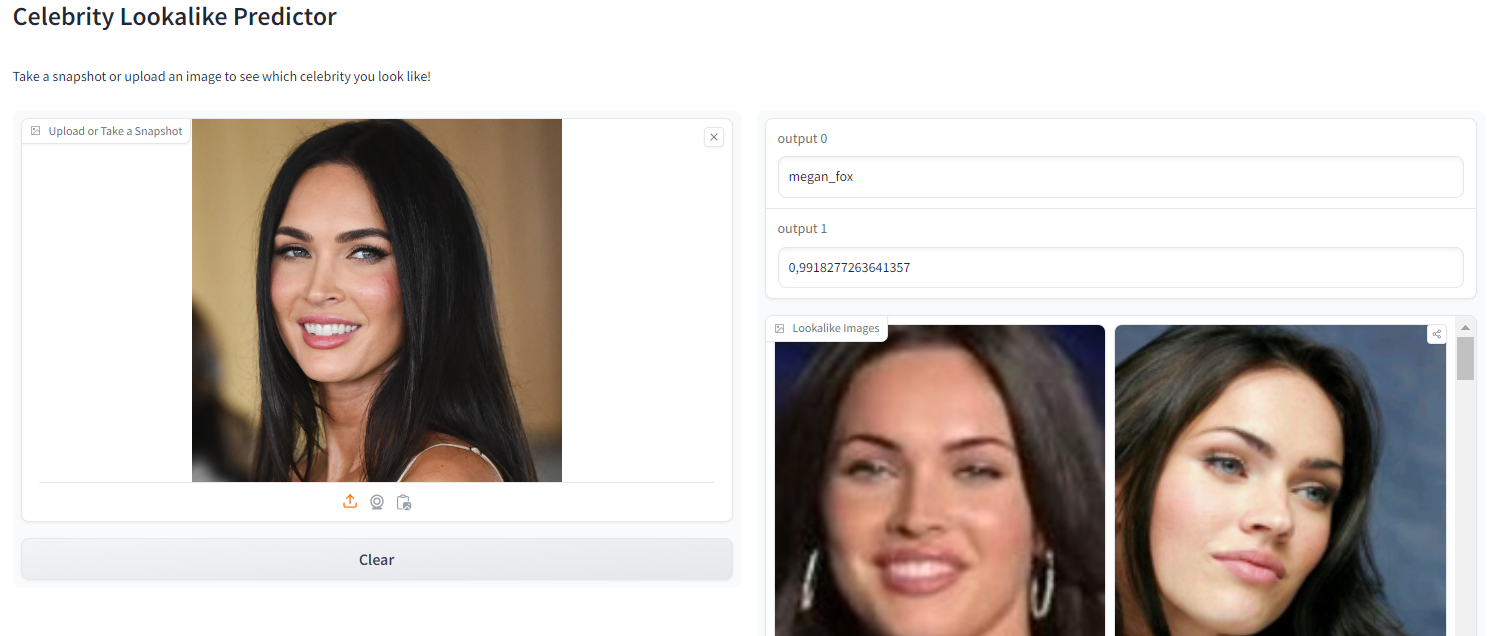 Celebrity Lookalike Predictor
Take a snapshot or upload an image to see which celebrity you look like!
Upload or Take a Snapshot
Clear
output 0
megan_fox
output 1
0,9918277263641357
Lookalike Images